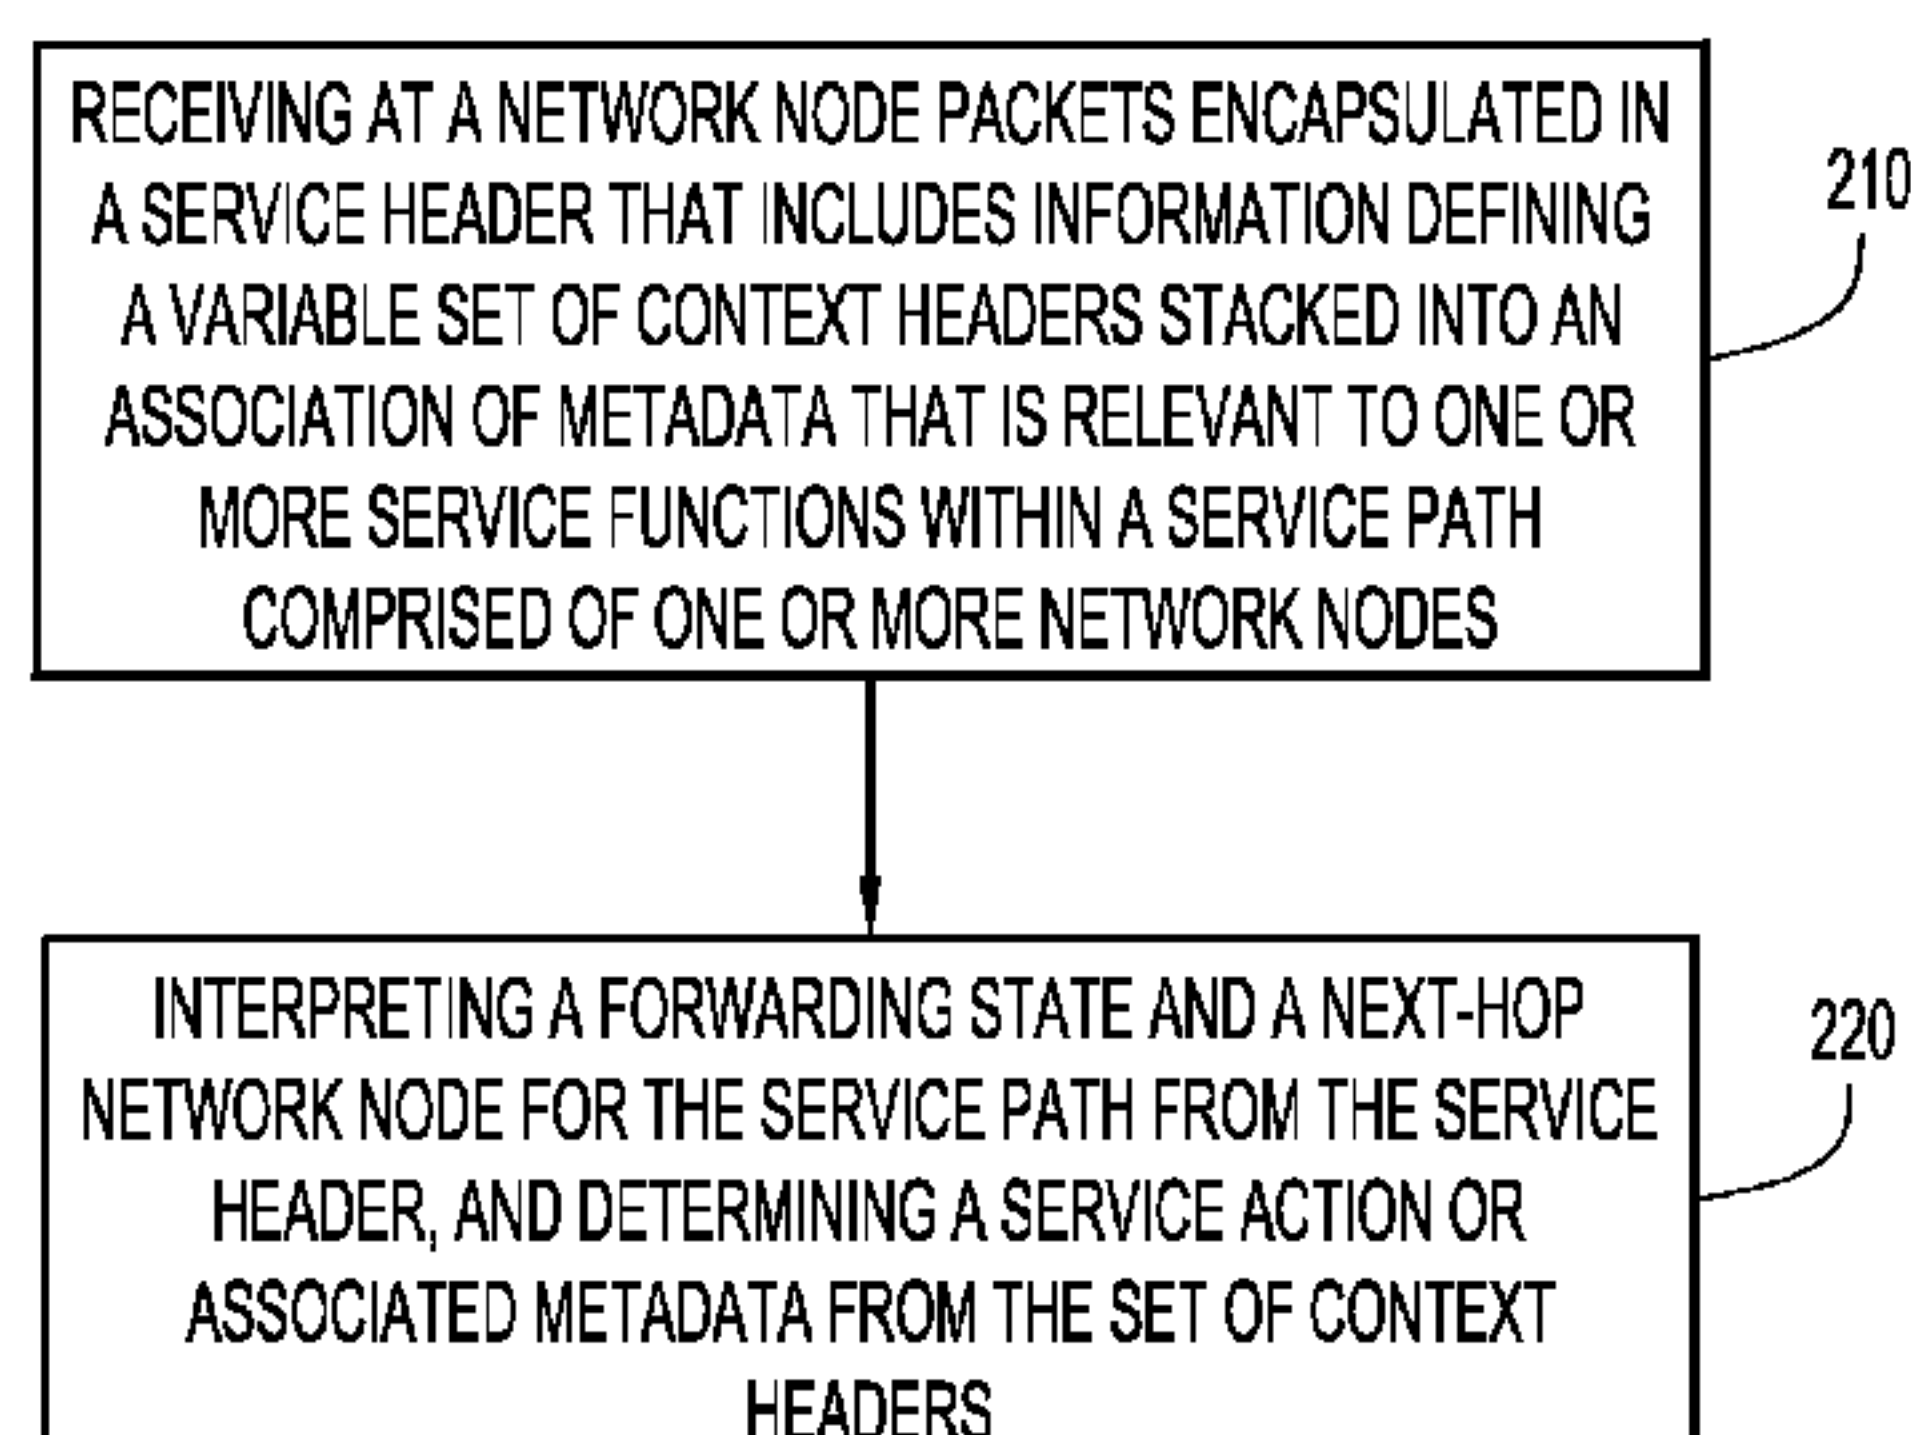 RECEIVING AT A NETWORK NODE PACKETS ENCAPSULATED IN
A SERVICE HEADER THAT INCLUDES INFORMATION DEFINING
A VARIABLE SET OF CONTEXT HEADERS STACKED INTO AN
ASSOCIATION OF METADATA THAT IS RELEVANT TO ONE OR
MORE SERVICE FUNCTIONS WITHIN A SERVICE PATH
COMPRISED OF ONE OR MORE NETWORK NODES
210
INTERPRETING A FORWARDING STATE AND A NEXT-HOP
NETWORK NODE FOR THE SERVICE PATH FROM THE SERVICE
HEADER, AND DETERMINING A SERVICE ACTION OR
ASSOCIATED METADATA FROM THE SET OF CONTEXT
HEADERS
220